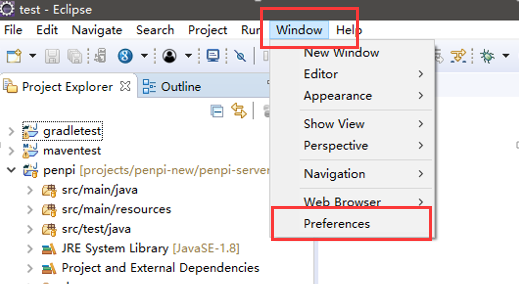 test - Eclipse
File Edit Navigate Search Project Run Window Help
New Window
Editor
Appearance
Show View
Perspective
Navigation
Web Browser
Preferences
Project Explorer
Outline
gradletest
maventest
penpi [projects/penpi-new/penpi-server
src/main/java
src/main/resources
src/test/java
JRE System Library [JavaSE-1.8]
Project and External Dependencies